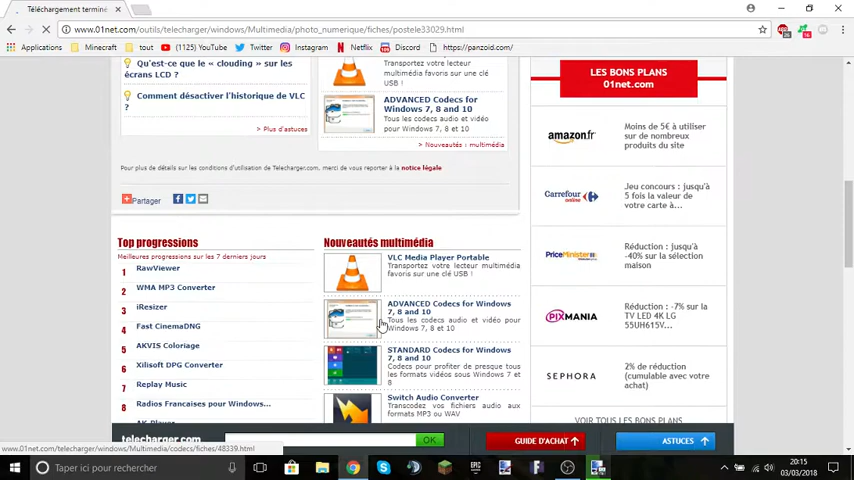 Téléchargement terminé
www.01net.com/outils/telecharger/windows/Multimedia/photo_numerique/fiches/postele33029.html
Applications
Minecraft
tout
(1125) YouTube
Twitter
Instagram
Netflix
Discord
https://panzoid.com/
Qu'est-ce que le « clouding » sur les
écrans LCD ?
Comment désactiver l'historique de VLC
?
> Plus d'astuces
Transportez votre lecteur
multimédia favoris sur une clé
USB !
ADVANCED Codecs for
Windows 7, 8 and 10
Tous les codecs audio et vidéo
pour Windows 7, 8 et 10
> Nouveautés : multimédia
Pour plus de détails sur les conditions d'utilisation de Telecharger.com, merci de vous reporter à la notice légale
Partager
Top progressions
Meilleures progressions sur les 7 derniers jours
1 RawViewer
2 WMA MP3 Converter
3 iResizer
4 Fast CinemaDNG
5 AKVIS Coloriage
6 Xilisoft DPG Converter
7 Replay Music
8 Radios Francaises pour Windows...
Nouveautés multimédia
VLC Media Player Portable
Transportez votre lecteur multimédia
favoris sur une clé USB !
ADVANCED Codecs for Windows
7, 8 and 10
Tous les codecs audio et vidéo pour
Windows 7, 8 et 10
STANDARD Codecs for Windows
7, 8 and 10
Codecs pour profiter de presque tous
les formats vidéos sous Windows 7 et
8
Switch Audio Converter
Transcodez vos fichiers audio aux
formats MP3 ou WAV
LES BONS PLANS
01net.com
amazon.fr
Moins de 5€ à utiliser
sur de nombreux
produits du site
Carrefour
online
Jeu concours : jusqu'à
5 fois la valeur de
votre carte à...
PriceMinister
Réduction : jusqu'à
-40% sur la sélection
maison
PIXMANIA
Réduction : -7% sur la
TV LED 4K LG
55UH615V...
SEPHORA
2% de réduction
(cumulable avec votre
carte)
VOIR TOUS LES BONS PLANS
telecharger.com
OK
GUIDE D'ACHAT
ASTUCES
www.01net.com/telecharger/windows/Multimedia/codecs/fiches/48339.html
Taper ici pour rechercher
EPIC
20:15
03/03/2018